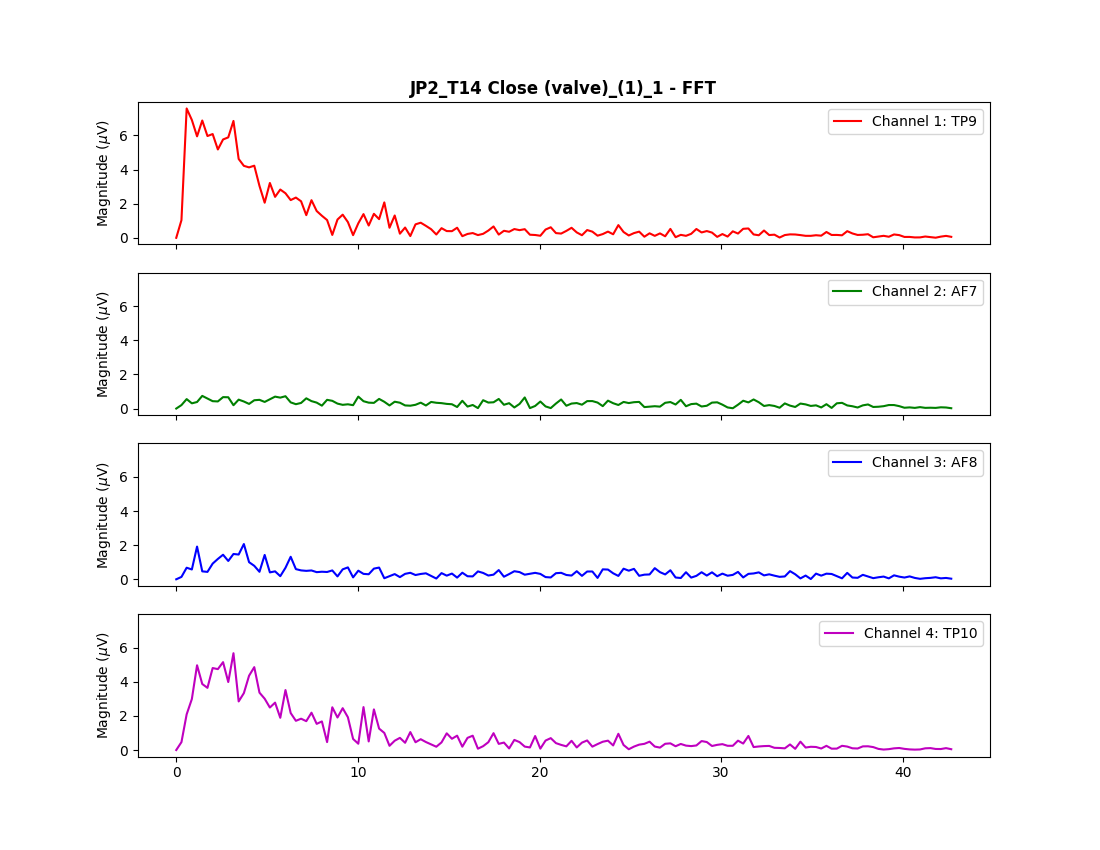 JP2_T14 Close (valve)_(1)_1 - FFT
Magnitude (μV)
6
4
2
0
Channel 1: TP9
Magnitude (μV)
6
4
2
0
Channel 2: AF7
Magnitude (μV)
6
4
2
0
Channel 3: AF8
Magnitude (μV)
6
4
2
0
Channel 4: TP10
0 10 20 30 40